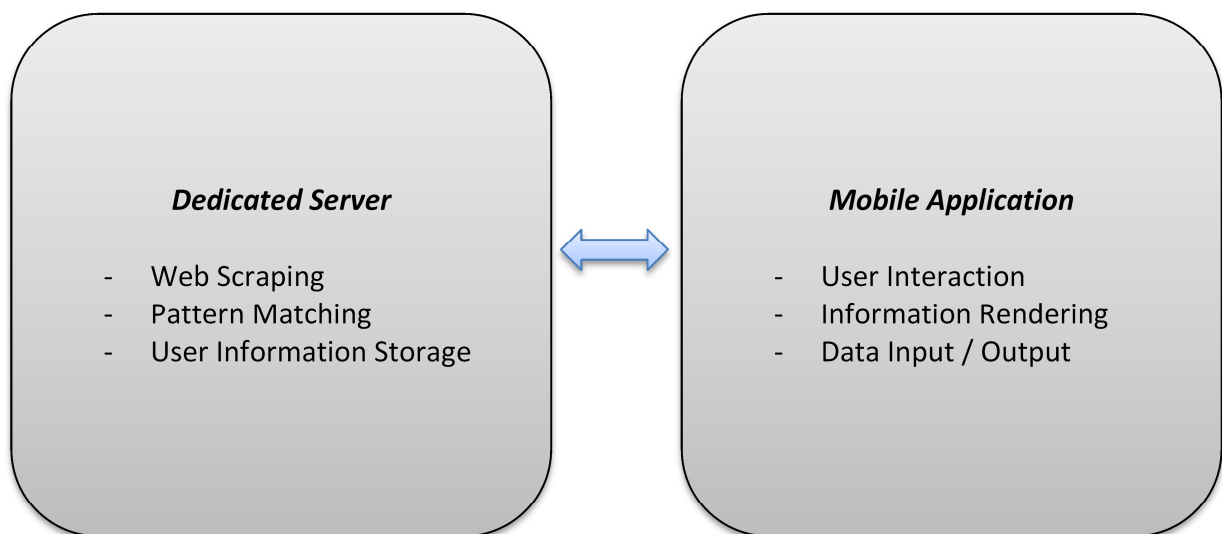 Dedicated Server
- Web Scraping
- Pattern Matching
- User Information Storage
Mobile Application
- User Interaction
- Information Rendering
- Data Input / Output